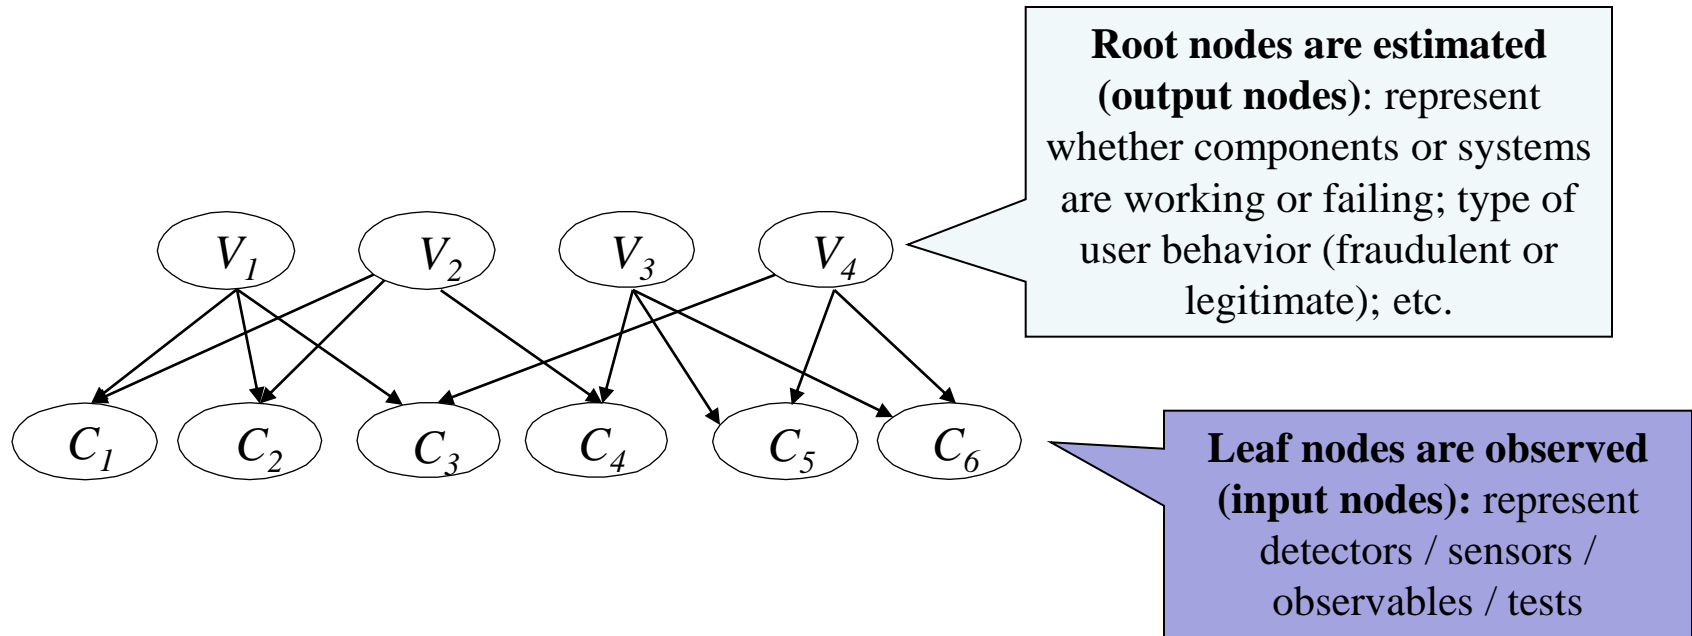 Root nodes are estimated
(output nodes): represent
whether components or systems
are working or failing; type of
user behavior (fraudulent or
legitimate); etc.
V1 V2 V3 V4
C1 C2 C3 C4 C5 C6
Leaf nodes are observed
(input nodes): represent
detectors / sensors /
observables / tests